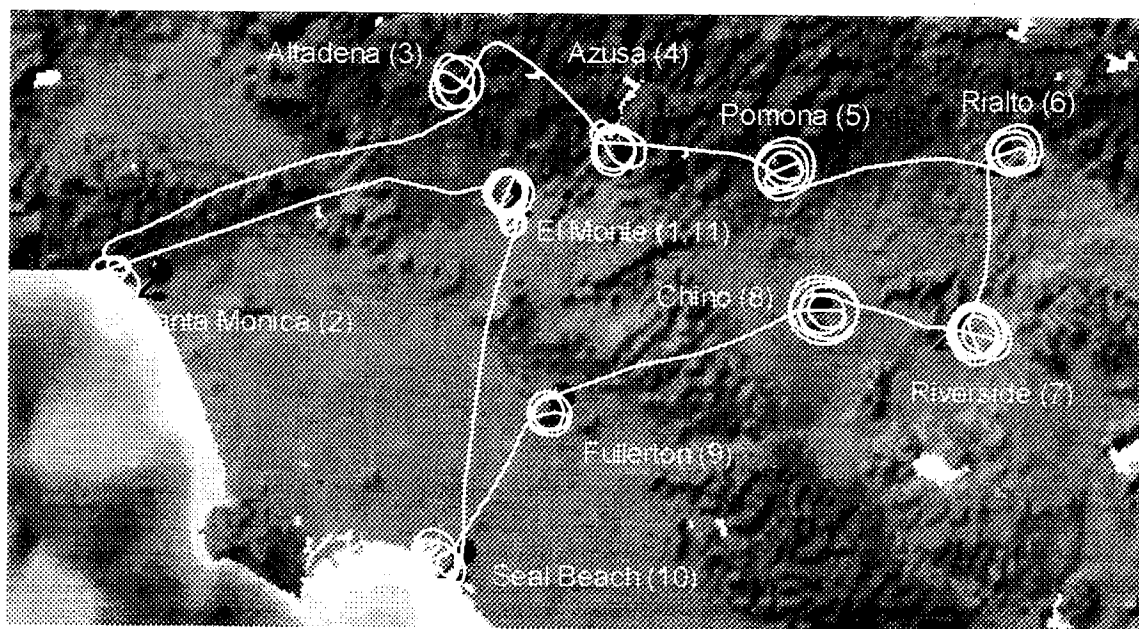 Altadena (3)
Azusa (4)
Pomona (5)
Rialto (6)
El Monte (1,11)
Chino (8)
Santa Monica (2)
Riverside (7)
Fullerton (9)
Seal Beach (10)